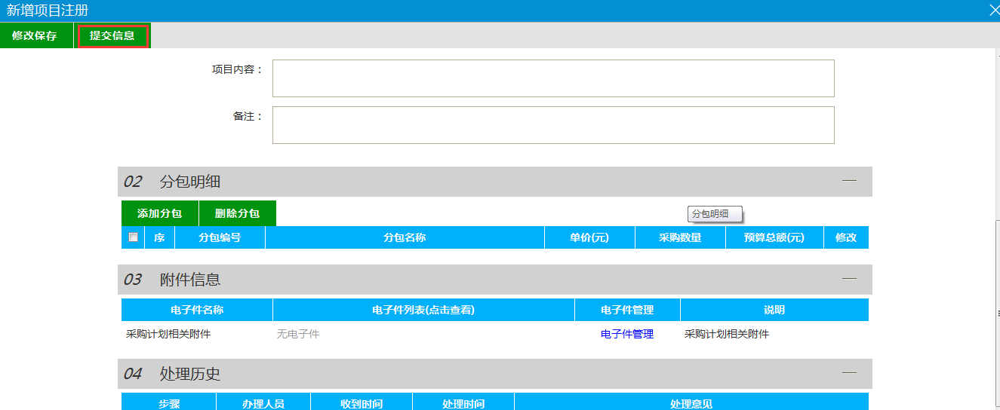 新增项目注册
修改保存 提交信息
项目内容：
备注：
02 分包明细
添加分包 删除分包
分包明细
序 分包编号 分包名称 单价(元) 采购数量 预算总额(元) 修改
03 附件信息
电子件名称 电子件列表(点击查看) 电子件管理 说明
采购计划相关附件 无电子件 电子件管理 采购计划相关附件
04 处理历史
步骤 办理人员 收到时间 处理时间 处理意见